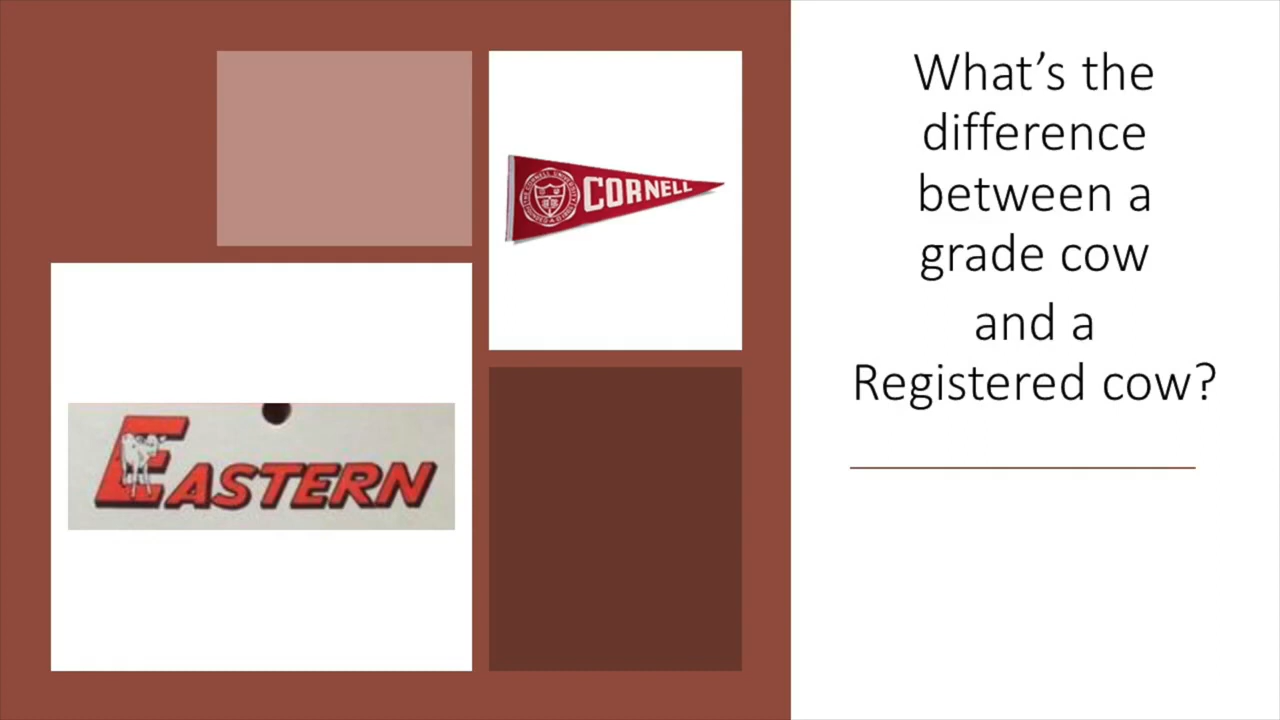 CORNELL
EASTERN
What’s the
difference
between a
grade cow
and a
Registered cow?